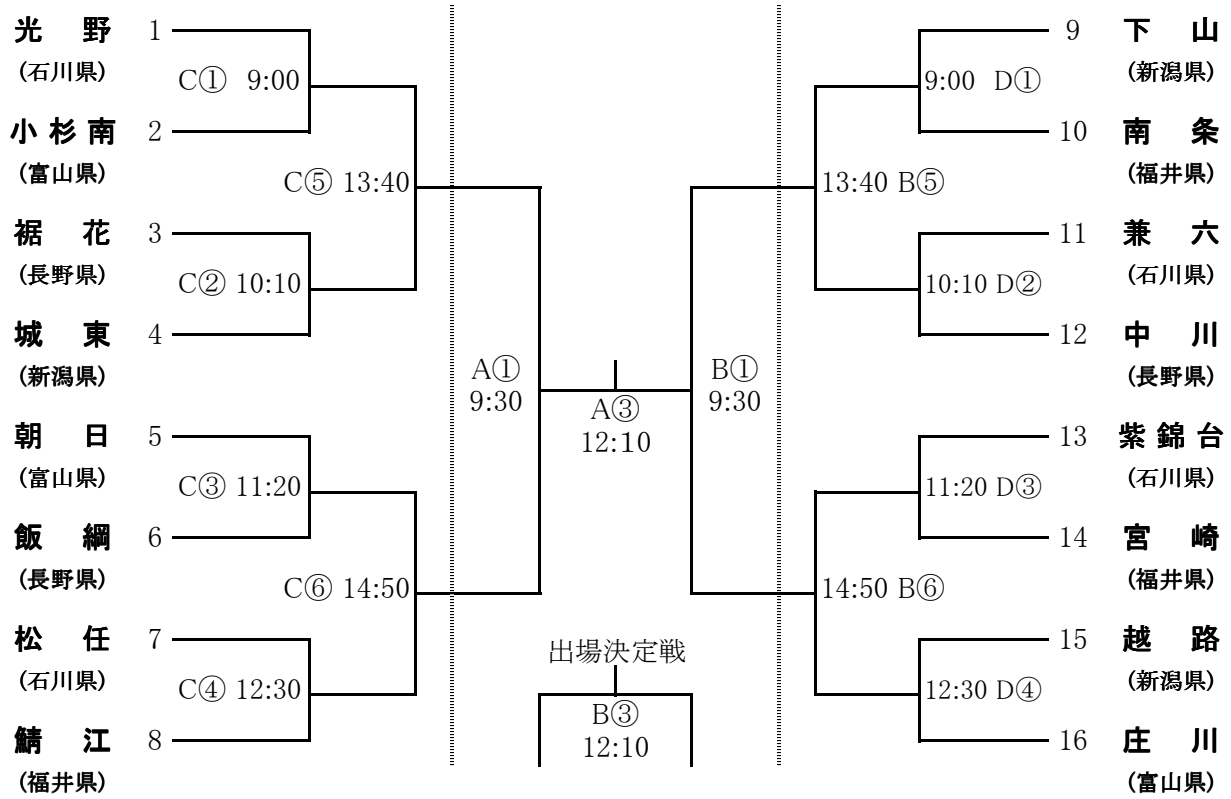 光 野 1
(石川県)
C① 9:00
小 杉 南 2
(富山県)
C⑤ 13:40
裾 花 3
(長野県)
C② 10:10
城 東 4
(新潟県)
朝 日 5
(富山県)
C③ 11:20
飯 綱 6
(長野県)
C⑥ 14:50
松 任 7
(石川県)
C④ 12:30
鯖 江 8
(福井県)
A①
9:30
A③
12:10
B①
9:30
出場決定戦
B③
12:10
9 下 山
(新潟県)
9:00 D①
10 南 条
(福井県)
13:40 B⑤
11 兼 六
(石川県)
10:10 D②
12 中 川
(長野県)
13 紫 錦 台
(石川県)
11:20 D③
14 宮 崎
(福井県)
14:50 B⑥
15 越 路
(新潟県)
12:30 D④
16 庄 川
(富山県)